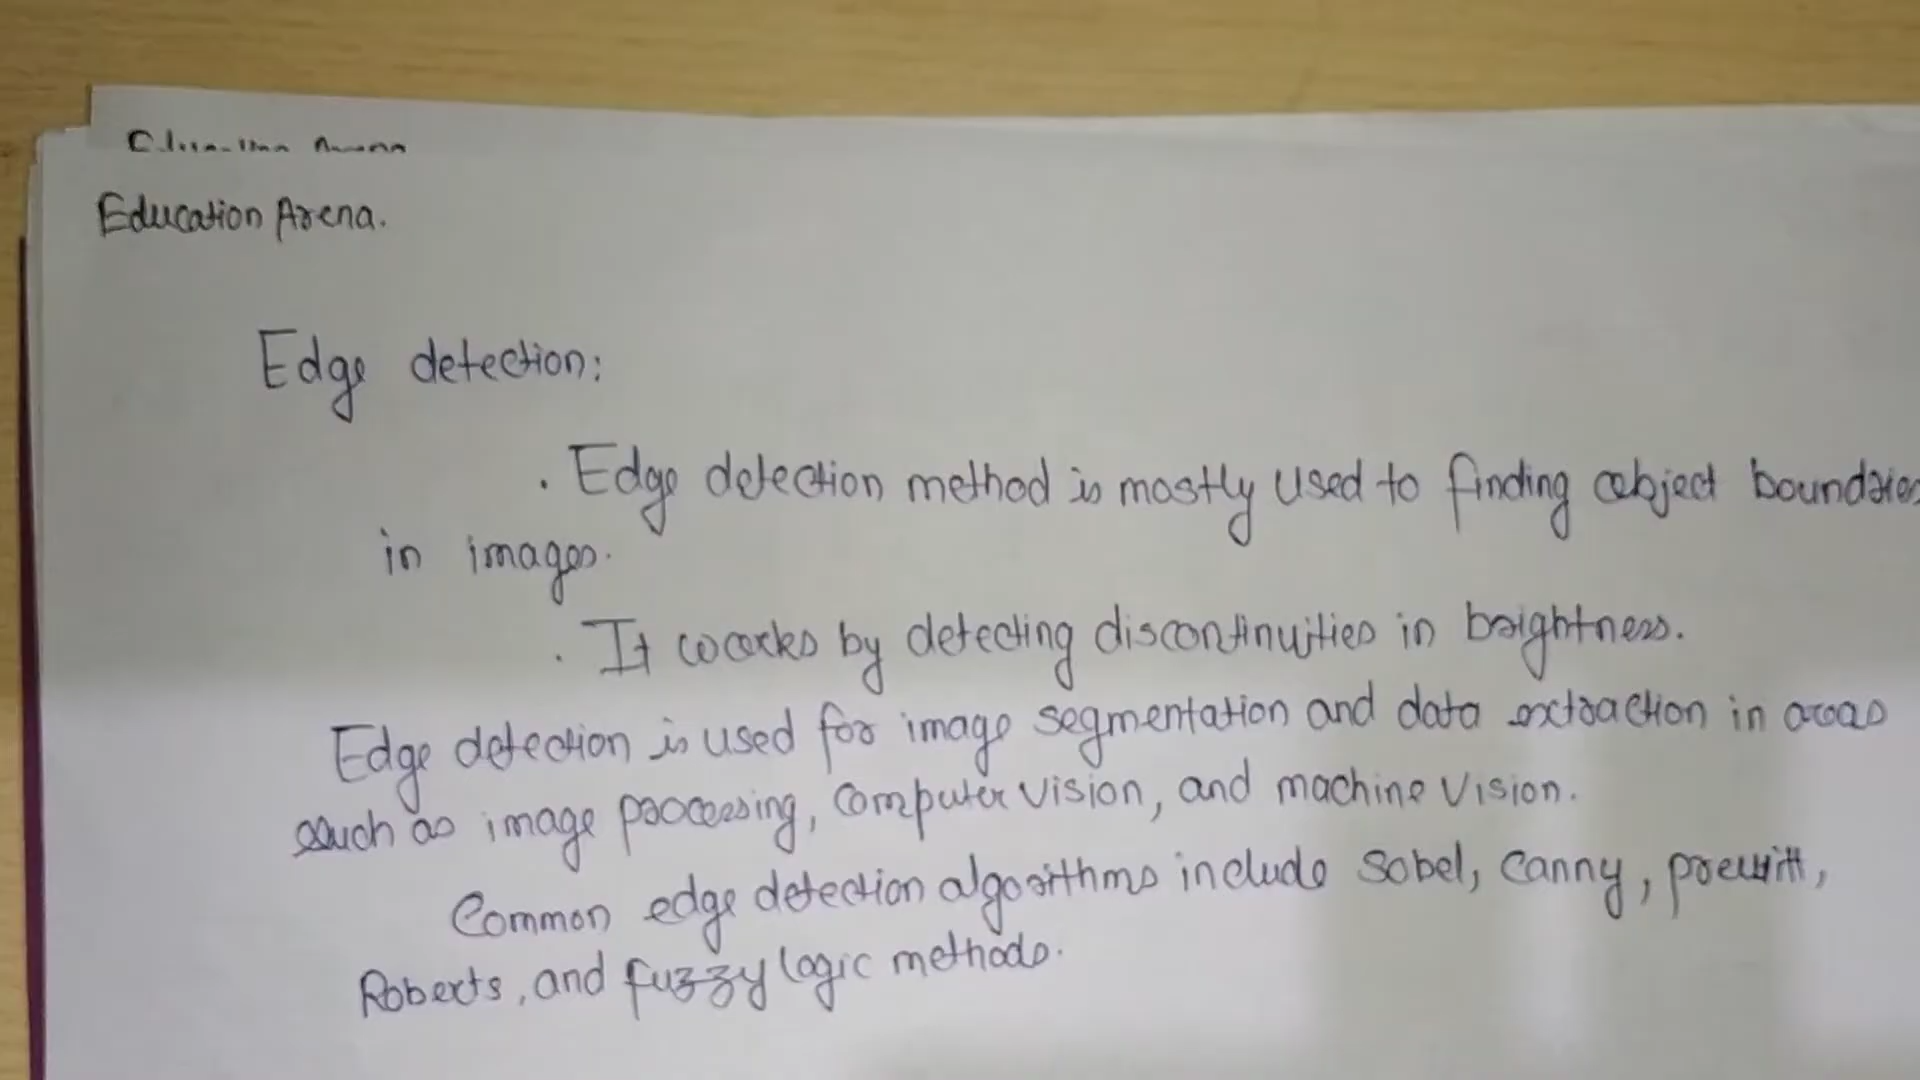 Education Arena.
Edge detection:
. Edge detection method is mostly used to finding object boundaries
in images.
. It works by detecting discontinuities in brightness.
Edge detection is used for image segmentation and data extraction in areas
such as image processing, computer vision, and machine vision.
Common edge detection algorithms include Sobel, Canny, prewitt,
Roberts, and fuzzy logic methods.